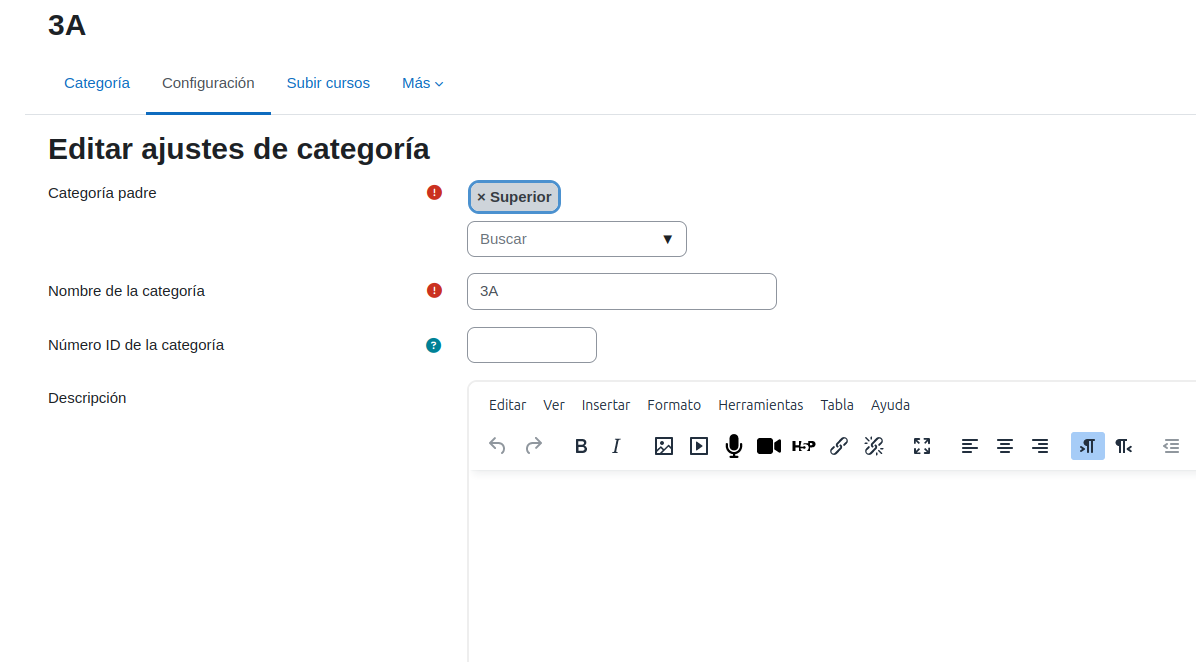 3A
Categoría Configuración Subir cursos Más
Editar ajustes de categoría
Categoría padre
× Superior
Buscar ▼
Nombre de la categoría
3A
Número ID de la categoría
Descripción
Editar Ver Insertar Formato Herramientas Tabla Ayuda
B I H-P